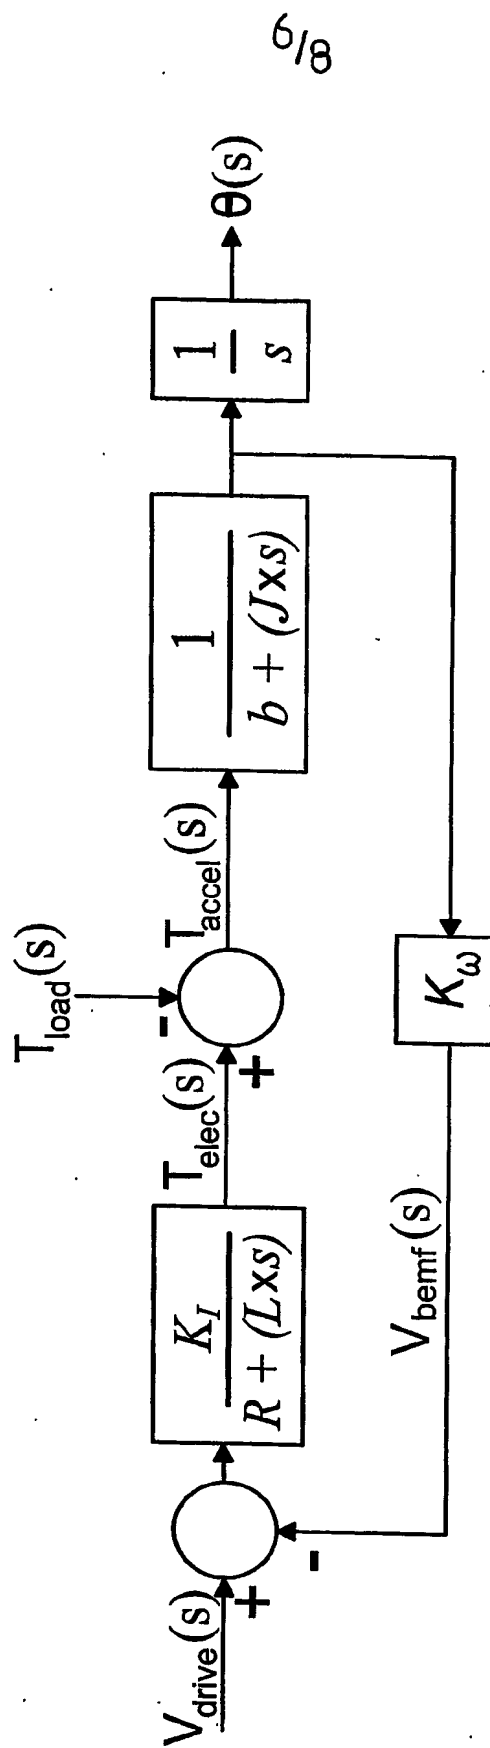 6/8
V_drive(s)
+
-
K_I
R + (L×s)
T_elec(s)
+
-
T_load(s)
T_accel(s)
1
b + (J×s)
1
s
θ(s)
K_ω
V_bemf(s)